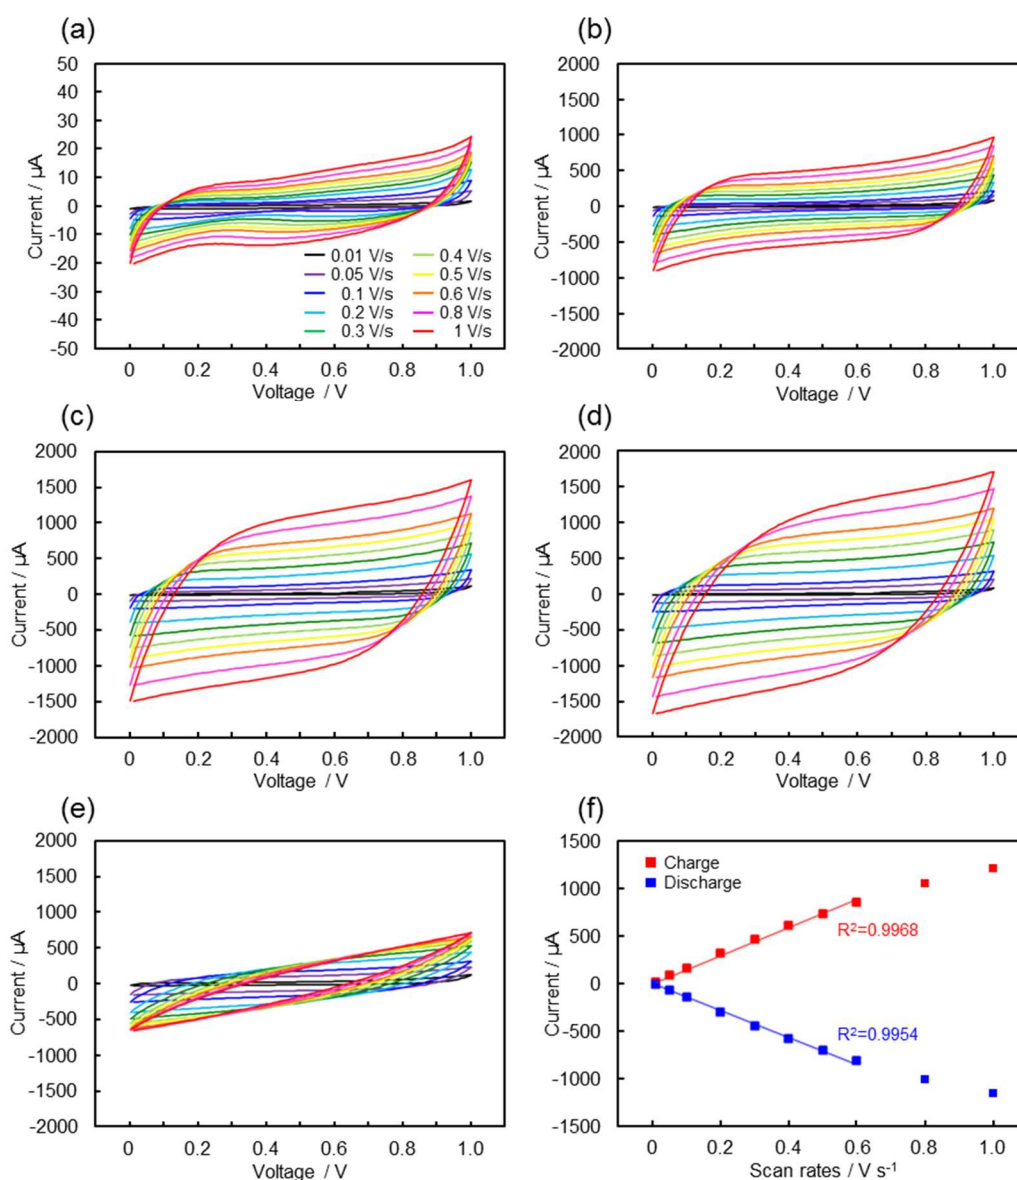 (a)
50
40
30
20
10
0
-10
-20
-30
-40
-50
Current / µA
0.01 V/s
0.05 V/s
0.1 V/s
0.2 V/s
0.3 V/s
0.4 V/s
0.5 V/s
0.6 V/s
0.8 V/s
1 V/s
0 0.2 0.4 0.6 0.8 1.0
Voltage / V
(b)
2000
1500
1000
500
0
-500
-1000
-1500
-2000
Current / µA
0 0.2 0.4 0.6 0.8 1.0
Voltage / V
(c)
2000
1500
1000
500
0
-500
-1000
-1500
-2000
Current / µA
0 0.2 0.4 0.6 0.8 1.0
Voltage / V
(d)
2000
1500
1000
500
0
-500
-1000
-1500
-2000
Current / µA
0 0.2 0.4 0.6 0.8 1.0
Voltage / V
(e)
2000
1500
1000
500
0
-500
-1000
-1500
-2000
Current / µA
0 0.2 0.4 0.6 0.8 1.0
Voltage / V
(f)
1500
1000
500
0
-500
-1000
-1500
Current / µA
Charge
Discharge
R²=0.9968
R²=0.9954
0 0.2 0.4 0.6 0.8 1.0
Scan rates / V s⁻¹